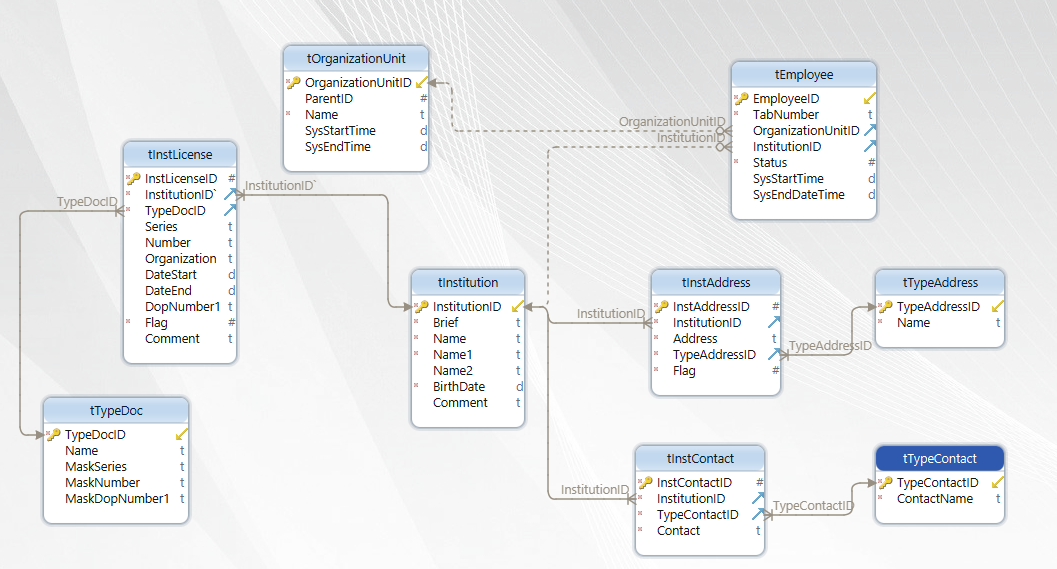 tOrganizationUnit
OrganizationUnitID
ParentID #
Name t
SysStartTime d
SysEndTime d
tEmployee
EmployeeID
TabNumber t
OrganizationUnitID
InstitutionID
Status #
SysStartTime d
SysEndDateTime d
OrganizationUnitID
InstitutionID
tInstLicense
InstLicenseID #
InstitutionID`
TypeDocID
Series t
Number t
Organization t
DateStart d
DateEnd d
DopNumber1 t
Flag #
Comment t
InstitutionID`
TypeDocID
tInstitution
InstitutionID
Brief t
Name t
Name1 t
Name2 t
BirthDate d
Comment t
InstitutionID
tInstAddress
InstAddressID #
InstitutionID
Address t
TypeAddressID
Flag #
TypeAddressID
tTypeAddress
TypeAddressID
Name t
tTypeDoc
TypeDocID
Name t
MaskSeries t
MaskNumber t
MaskDopNumber1 t
InstitutionID
tInstContact
InstContactID #
InstitutionID
TypeContactID
Contact t
TypeContactID
tTypeContact
TypeContactID
ContactName t